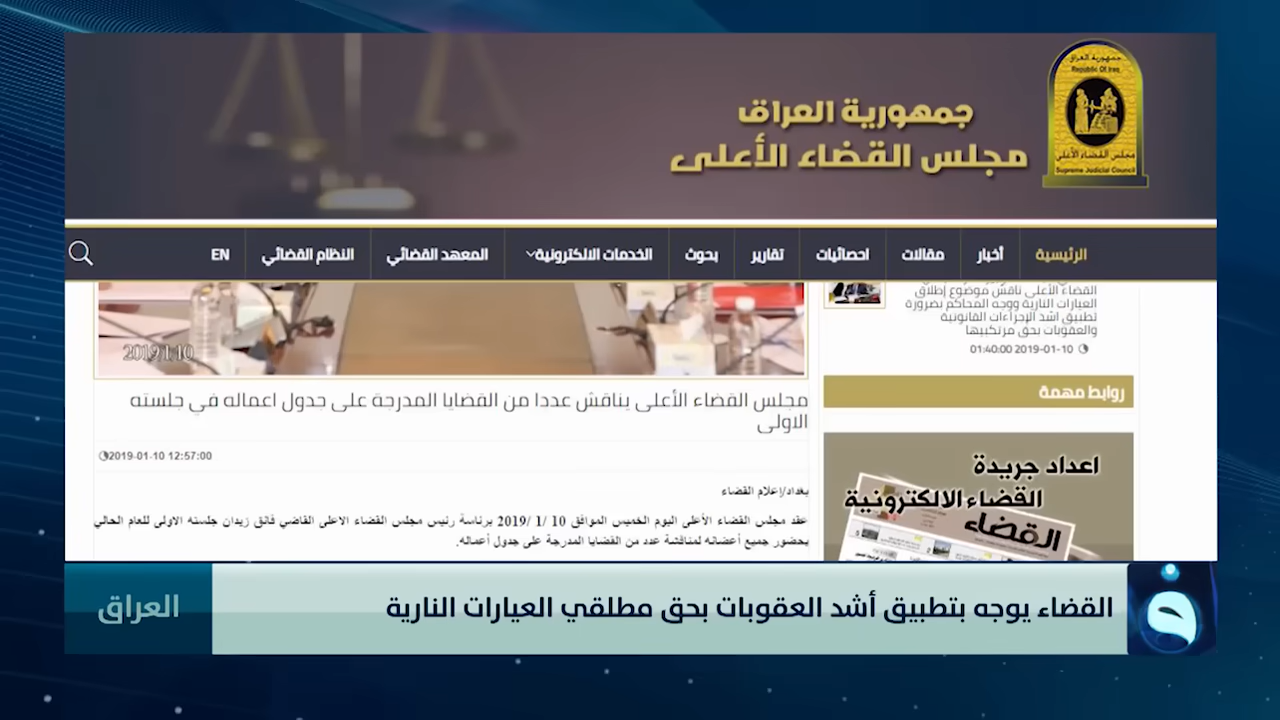 جمهورية العراق
Republic Of Iraq
مجلس القضاء الأعلى
Supreme Judicial Council
جمهورية العراق
مجلس القضاء الأعلى
الرئيسية
أخبار
مقالات
احصائيات
تقارير
بحوث
الخدمات الالكترونية
المعهد القضائي
النظام القضائي
EN
القضاء الأعلى ناقش موضوع إطلاق
العيارات النارية ووجه المحاكم بضرورة
تطبيق اشد الإجراءات القانونية
والعقوبات بحق مرتكبيها
01:40:00 2019-01-10
روابط مهمة
اعداد جريدة
القضاء الالكترونية
القضاء
2019/1/10
مجلس القضاء الأعلى يناقش عددا من القضايا المدرجة على جدول اعماله في جلسته
الاولى
2019-01-10 12:57:00
بغداد/إعلام القضاء
عقد مجلس القضاء الأعلى اليوم الخميس الموافق 10 /1 /2019 برئاسة رئيس مجلس القضاء الاعلى القاضي فائق زيدان جلسته الاولى للعام الحالي
بحضور جميع أعضائه لمناقشة عدد من القضايا المدرجة على جدول أعماله.
القضاء يوجه بتطبيق أشد العقوبات بحق مطلقي العيارات النارية
العراق